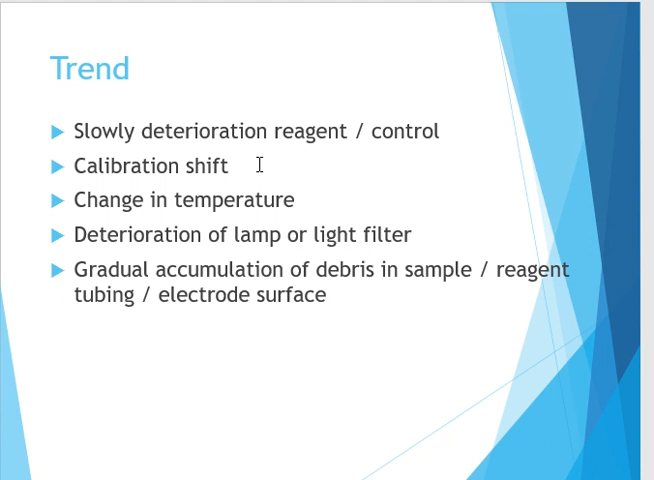 Trend
Slowly deterioration reagent / control
Calibration shift
Change in temperature
Deterioration of lamp or light filter
Gradual accumulation of debris in sample / reagent
tubing / electrode surface